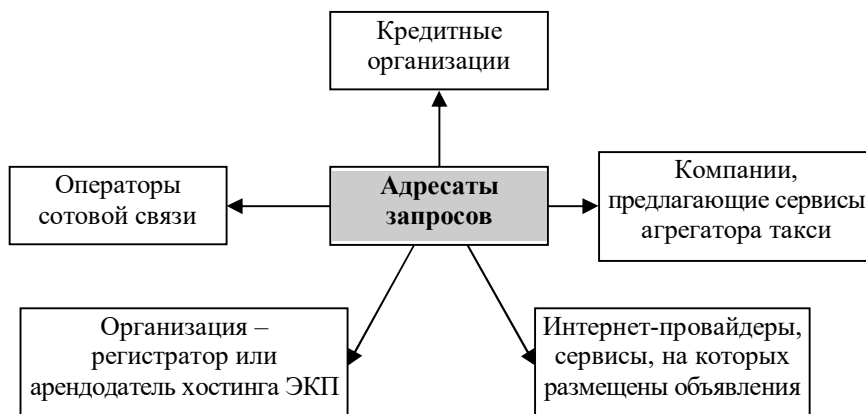 Кредитные
организации
Операторы
сотовой связи
Адресаты
запросов
Компании,
предлагающие сервисы
агрегатора такси
Организация –
регистратор или
арендодатель хостинга ЭКП
Интернет-провайдеры,
сервисы, на которых
размещены объявления